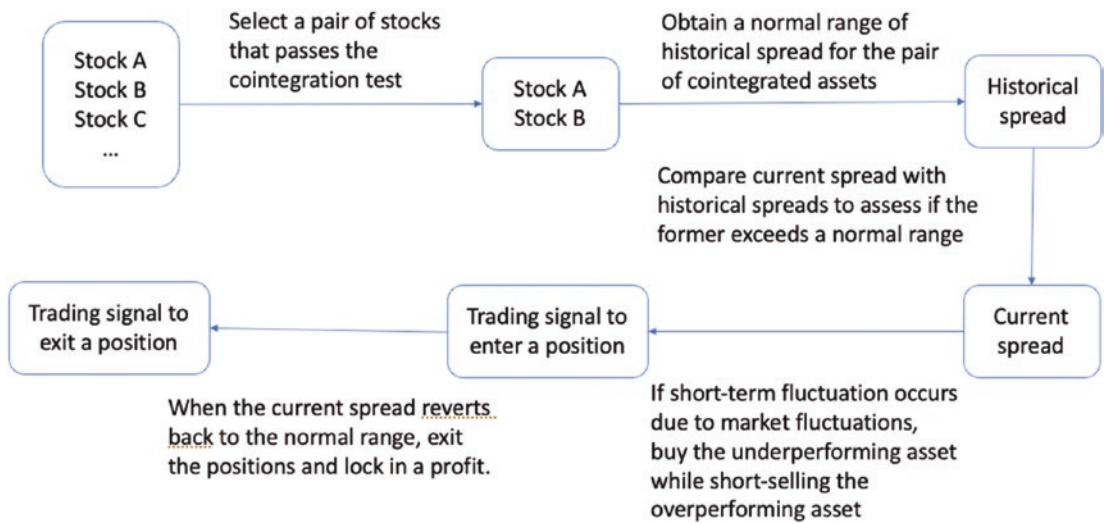 Stock A
Stock B
Stock C
...
Select a pair of stocks
that passes the
cointegration test
Stock A
Stock B
Obtain a normal range of
historical spread for the pair
of cointegrated assets
Historical
spread
Compare current spread with
historical spreads to assess if the
former exceeds a normal range
Current
spread
If short-term fluctuation occurs
due to market fluctuations,
buy the underperforming asset
while short-selling the
overperforming asset
Trading signal to
enter a position
When the current spread reverts
back to the normal range, exit
the positions and lock in a profit.
Trading signal to
exit a position